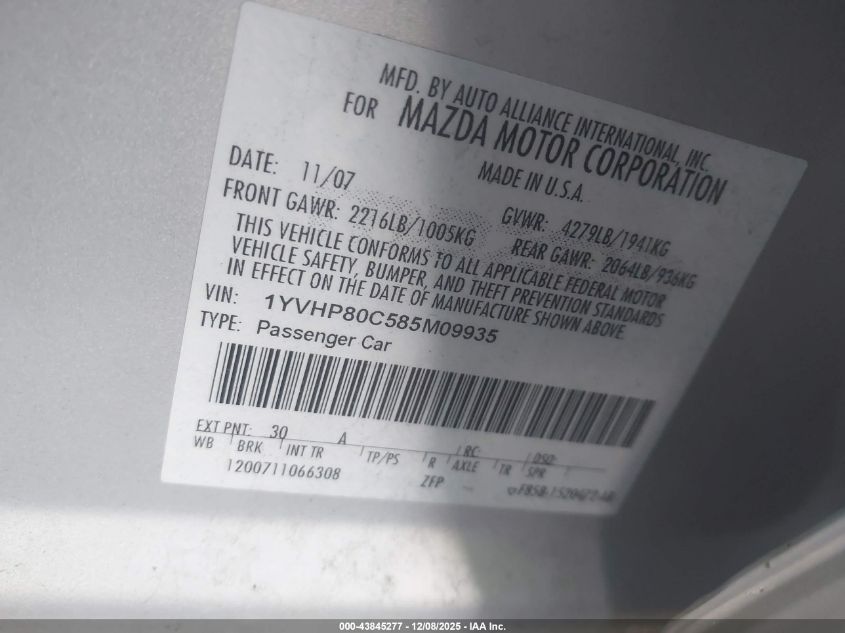 MFD. BY AUTO ALLIANCE INTERNATIONAL, INC.
FOR MAZDA MOTOR CORPORATION
MADE IN U.S.A.
DATE: 11/07
GVWR: 4279LB/1941KG
FRONT GAWR: 2216LB/1005KG
REAR GAWR: 2064LB/936KG
THIS VEHICLE CONFORMS TO ALL APPLICABLE FEDERAL MOTOR
VEHICLE SAFETY, BUMPER, AND THEFT PREVENTION STANDARDS
IN EFFECT ON THE DATE OF MANUFACTURE SHOWN ABOVE
VIN: 1YVHP80C585M09935
TYPE: Passenger Car
EXT PNT: 30 A RC: DSO:
WB BRK INT TR TP/PS R AXLE TR SPR
1200711066308 ZFP
000-43845277 - 12/08/2025 - IAA Inc.